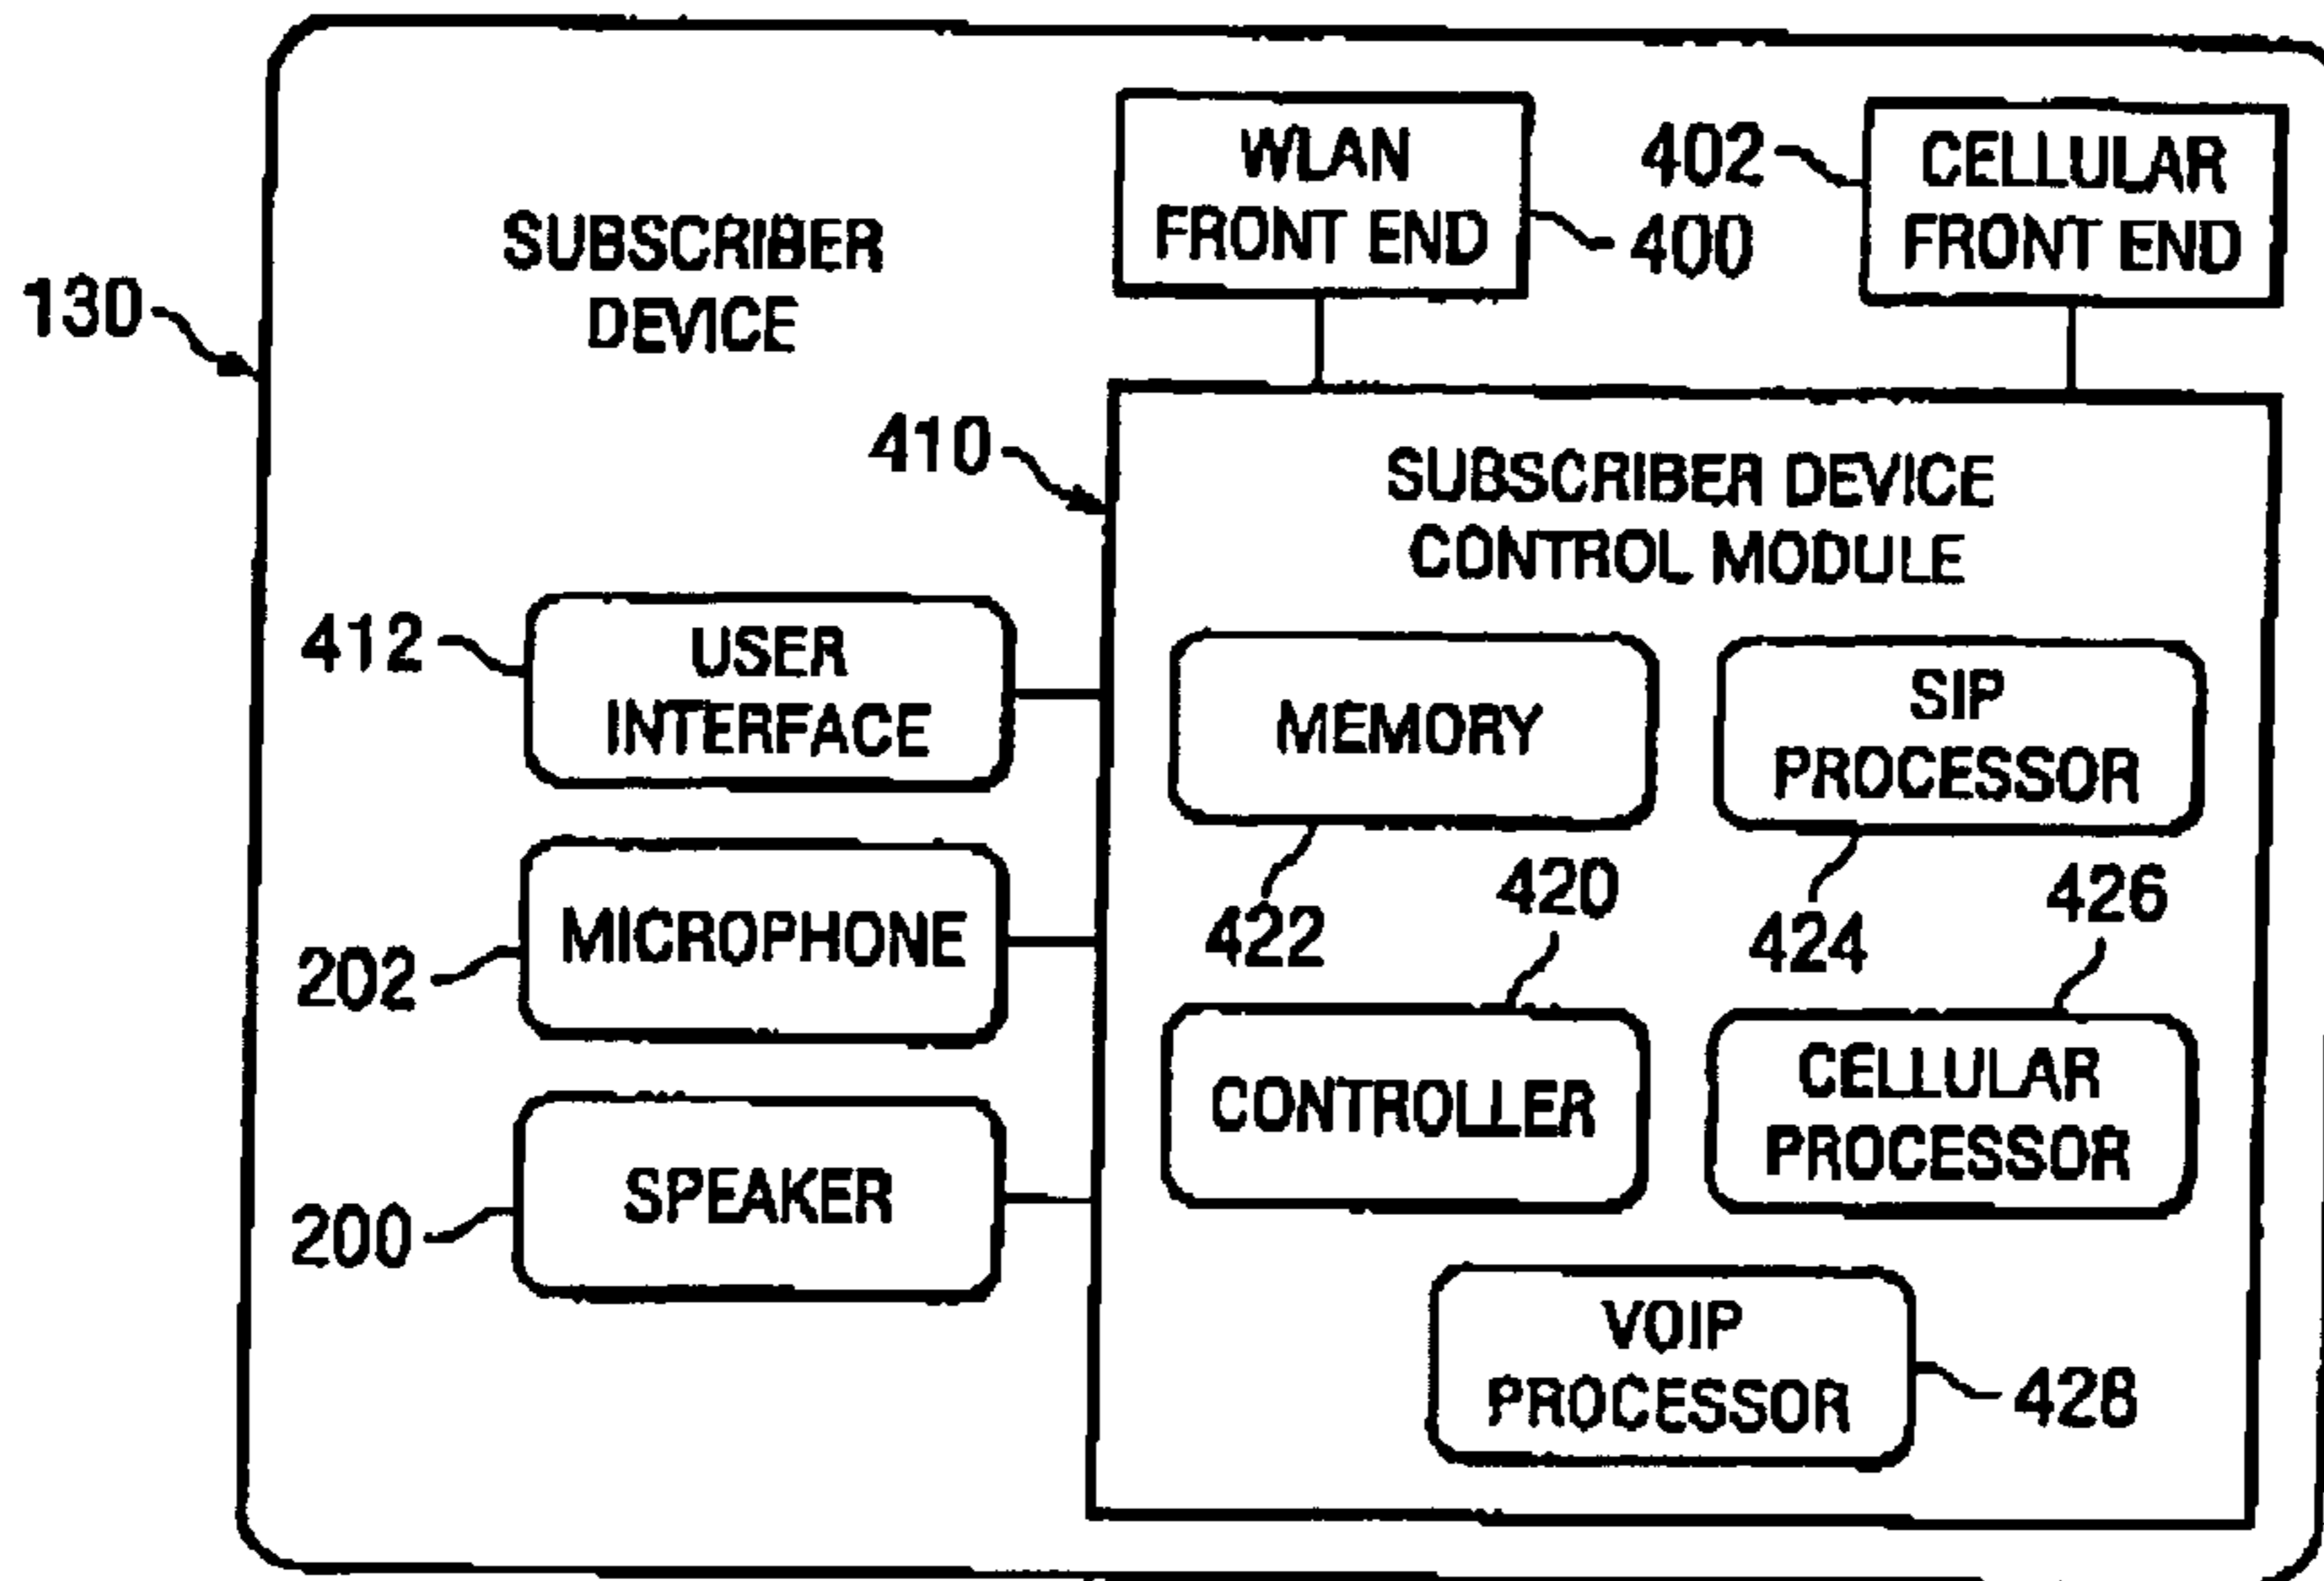 WLAN
FRONT END
400
402
CELLULAR
FRONT END
SUBSCRIBER
DEVICE
130
410
SUBSCRIBER DEVICE
CONTROL MODULE
412
USER
INTERFACE
MEMORY
422
SIP
PROCESSOR
424
202
MICROPHONE
420
CONTROLLER
426
CELLULAR
PROCESSOR
200
SPEAKER
VOIP
PROCESSOR
428